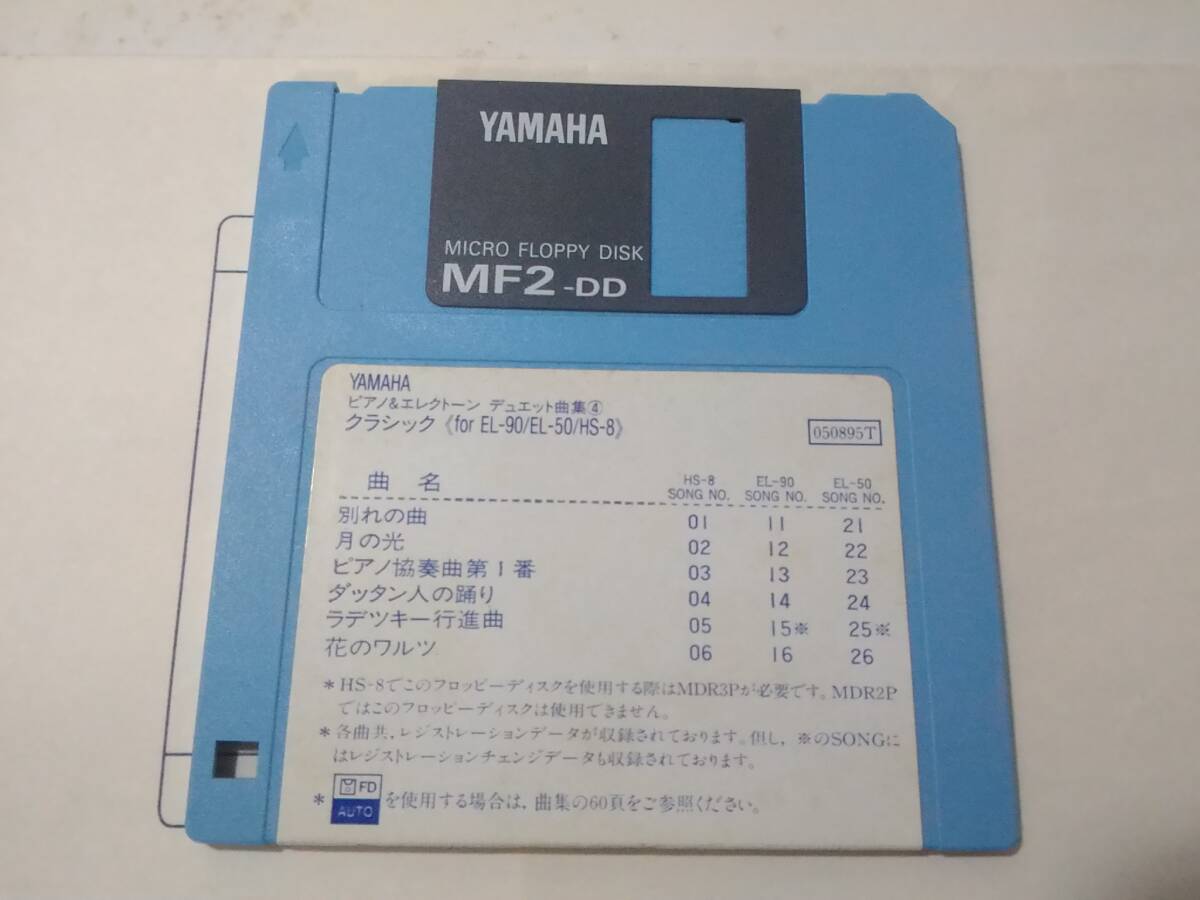 YAMAHA
MICRO FLOPPY DISK
MF2-DD
YAMAHA
ピアノ&エレクトーン デュエット曲集④
クラシック《for EL-90/EL-50/HS-8》
050895T
曲 名 HS-8 SONG NO. EL-90 SONG NO. EL-50 SONG NO.
別れの曲 01 11 21
月の光 02 12 22
ピアノ協奏曲第1番 03 13 23
ダッタン人の踊り 04 14 24
ラデツキー行進曲 05 15※ 25※
花のワルツ 06 16 26
*HS-8でこのフロッピーディスクを使用する際はMDR3Pが必要です。MDR2P
ではこのフロッピーディスクは使用できません。
*各曲共,レジストレーションデータが収録されております。但し,※のSONGに
はレジストレーションチェンジデータも収録されております。
* FD AUTO を使用する場合は,曲集の60頁をご参照ください。